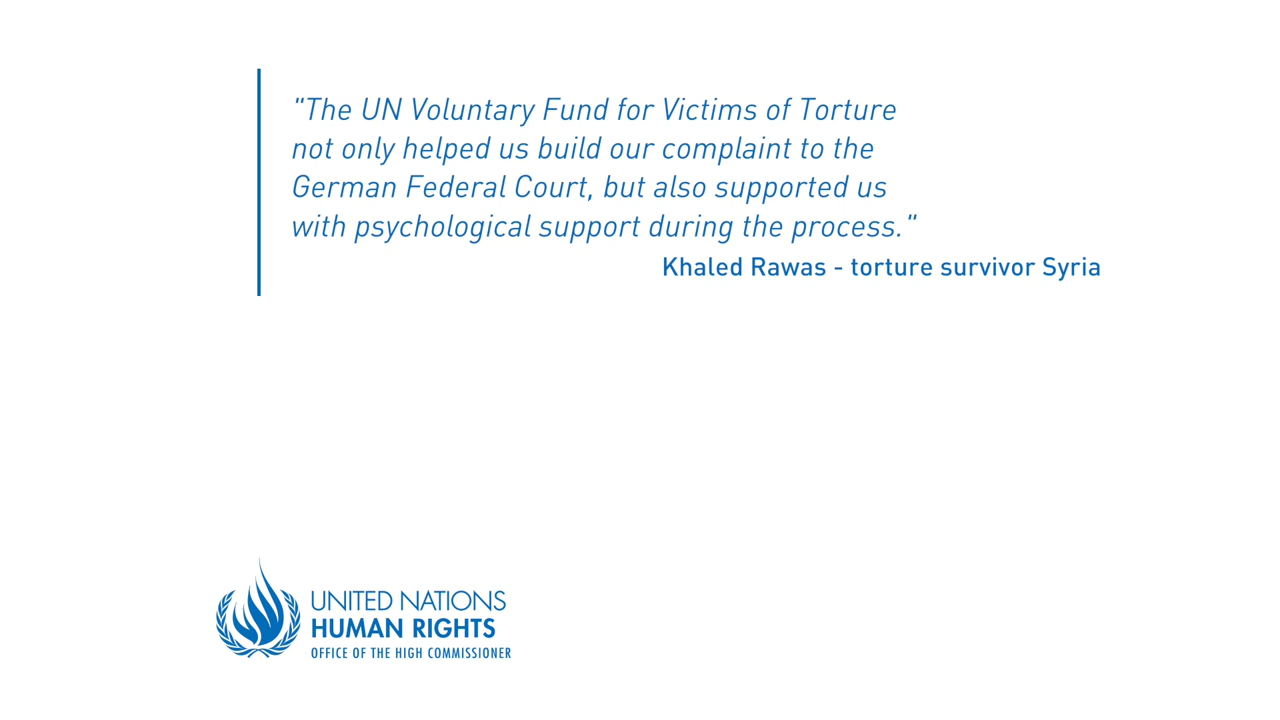 "The UN Voluntary Fund for Victims of Torture
not only helped us build our complaint to the
German Federal Court, but also supported us
with psychological support during the process."
Khaled Rawas - torture survivor Syria
UNITED NATIONS
HUMAN RIGHTS
OFFICE OF THE HIGH COMMISSIONER